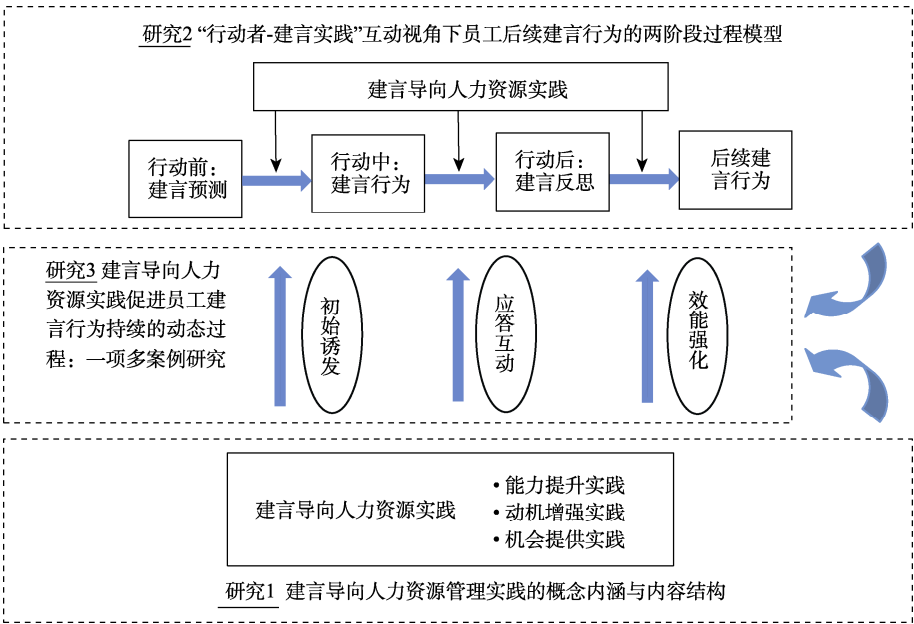 研究2 “行动者-建言实践”互动视角下员工后续建言行为的两阶段过程模型
建言导向人力资源实践
行动前：
建言预测
行动中：
建言行为
行动后：
建言反思
后续建
言行为
研究3 建言导向人力
资源实践促进员工建
言行为持续的动态过
程：一项多案例研究
初始诱发
应答互动
效能强化
建言导向人力资源实践
• 能力提升实践
• 动机增强实践
• 机会提供实践
研究1 建言导向人力资源管理实践的概念内涵与内容结构